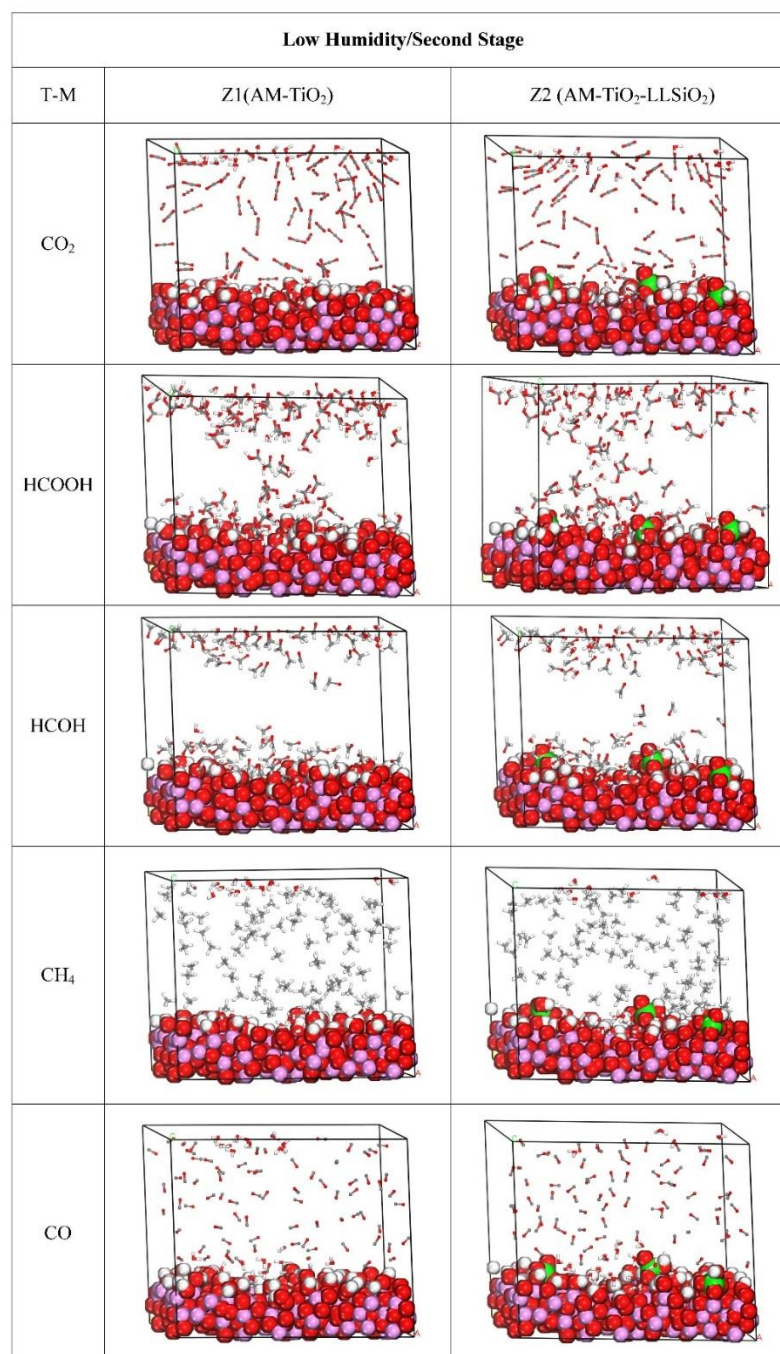 Low Humidity/Second Stage
T-M Z1(AM-TiO₂) Z2 (AM-TiO₂-LLSiO₂)
CO₂
HCOOH
HCOH
CH₄
CO